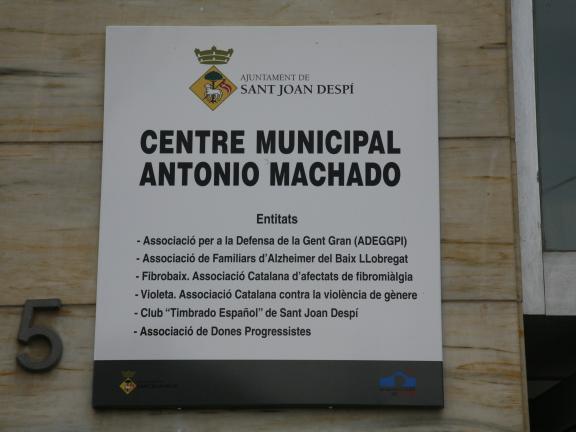 AJUNTAMENT DE
SANT JOAN DESPÍ
CENTRE MUNICIPAL
ANTONIO MACHADO
Entitats
- Associació per a la Defensa de la Gent Gran (ADEGGPI)
- Associació de Familiars d'Alzheimer del Baix LLobregat
- Fibrobaix. Associació Catalana d'afectats de fibromiàlgia
- Violeta. Associació Catalana contra la violència de gènere
- Club "Timbrado Español" de Sant Joan Despí
- Associació de Dones Progressistes
5